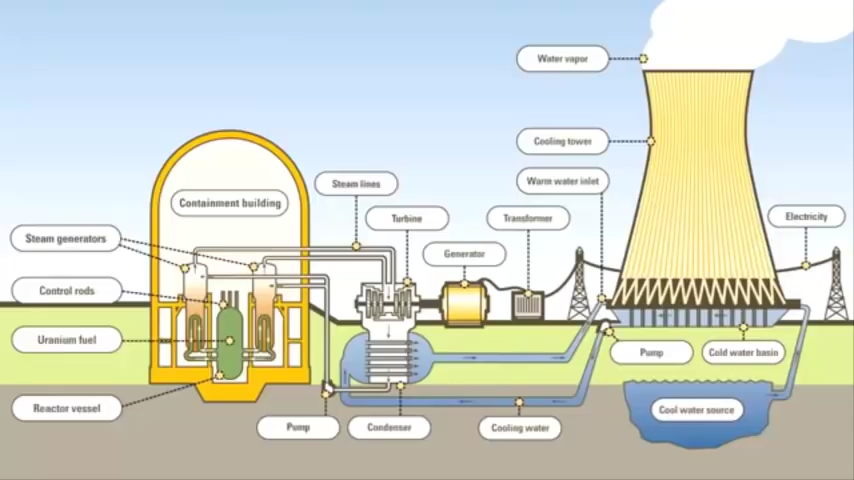 Water vapor
Cooling tower
Warm water inlet
Steam lines
Containment building
Turbine
Transformer
Electricity
Steam generators
Generator
Control rods
Uranium fuel
Pump
Cold water basin
Reactor vessel
Cool water source
Pump
Condenser
Cooling water